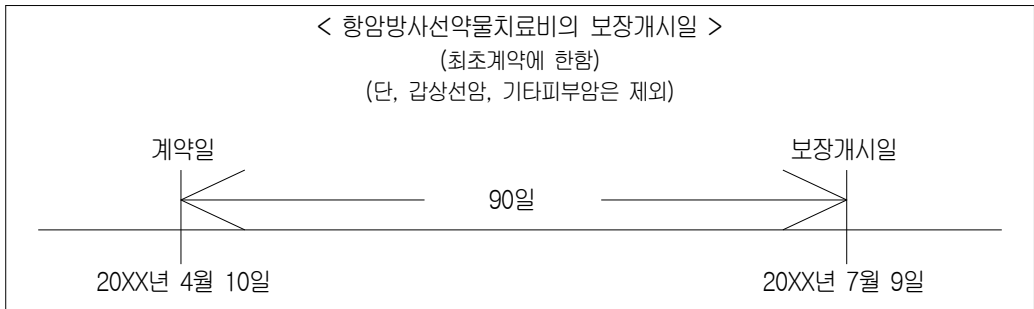 < 항암방사선약물치료비의 보장개시일 >
(최초계약에 한함)
(단, 갑상선암, 기타피부암은 제외)
계약일 보장개시일
90일
20XX년 4월 10일 20XX년 7월 9일